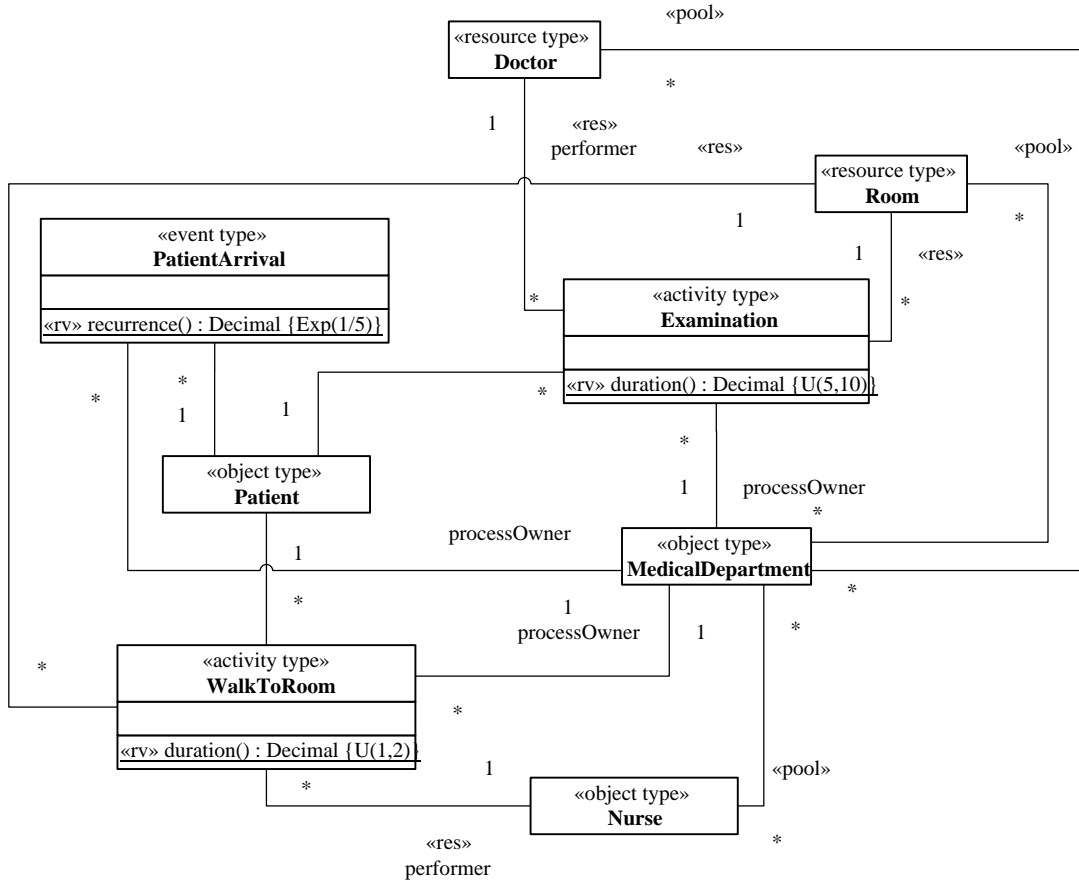 «pool»
«resource type»
Doctor
*
1
«res»
performer
«res»
«pool»
«resource type»
Room
*
1
1
«res»
«event type»
PatientArrival
«rv» recurrence() : Decimal {Exp(1/5)}
*
*
«activity type»
Examination
«rv» duration() : Decimal {U(5,10)}
*
*
1
1
*
*
«object type»
Patient
1
processOwner
*
processOwner
«object type»
MedicalDepartment
1
*
1
processOwner
1
*
*
«activity type»
WalkToRoom
«rv» duration() : Decimal {U(1,2)}
*
*
*
1
«pool»
«object type»
Nurse
*
«res»
performer